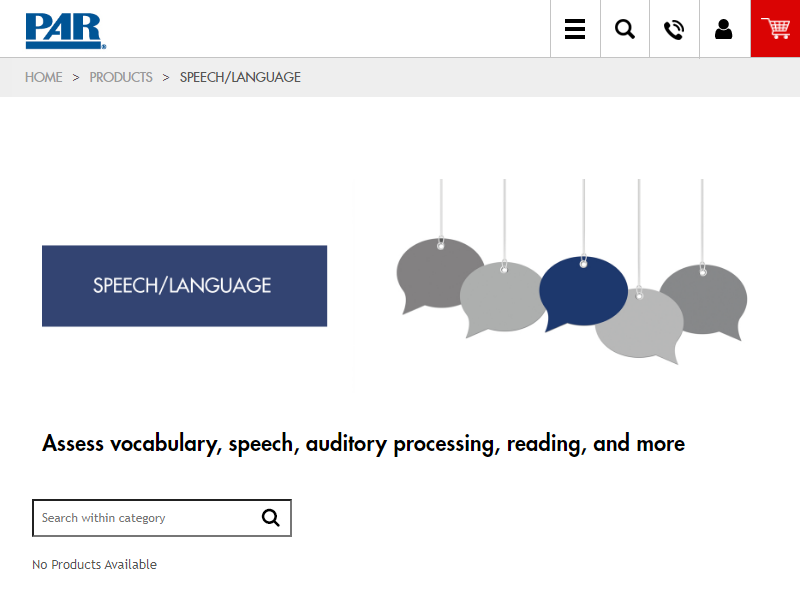 PAR
HOME > PRODUCTS > SPEECH/LANGUAGE
SPEECH/LANGUAGE
Assess vocabulary, speech, auditory processing, reading, and more
Search within category
No Products Available